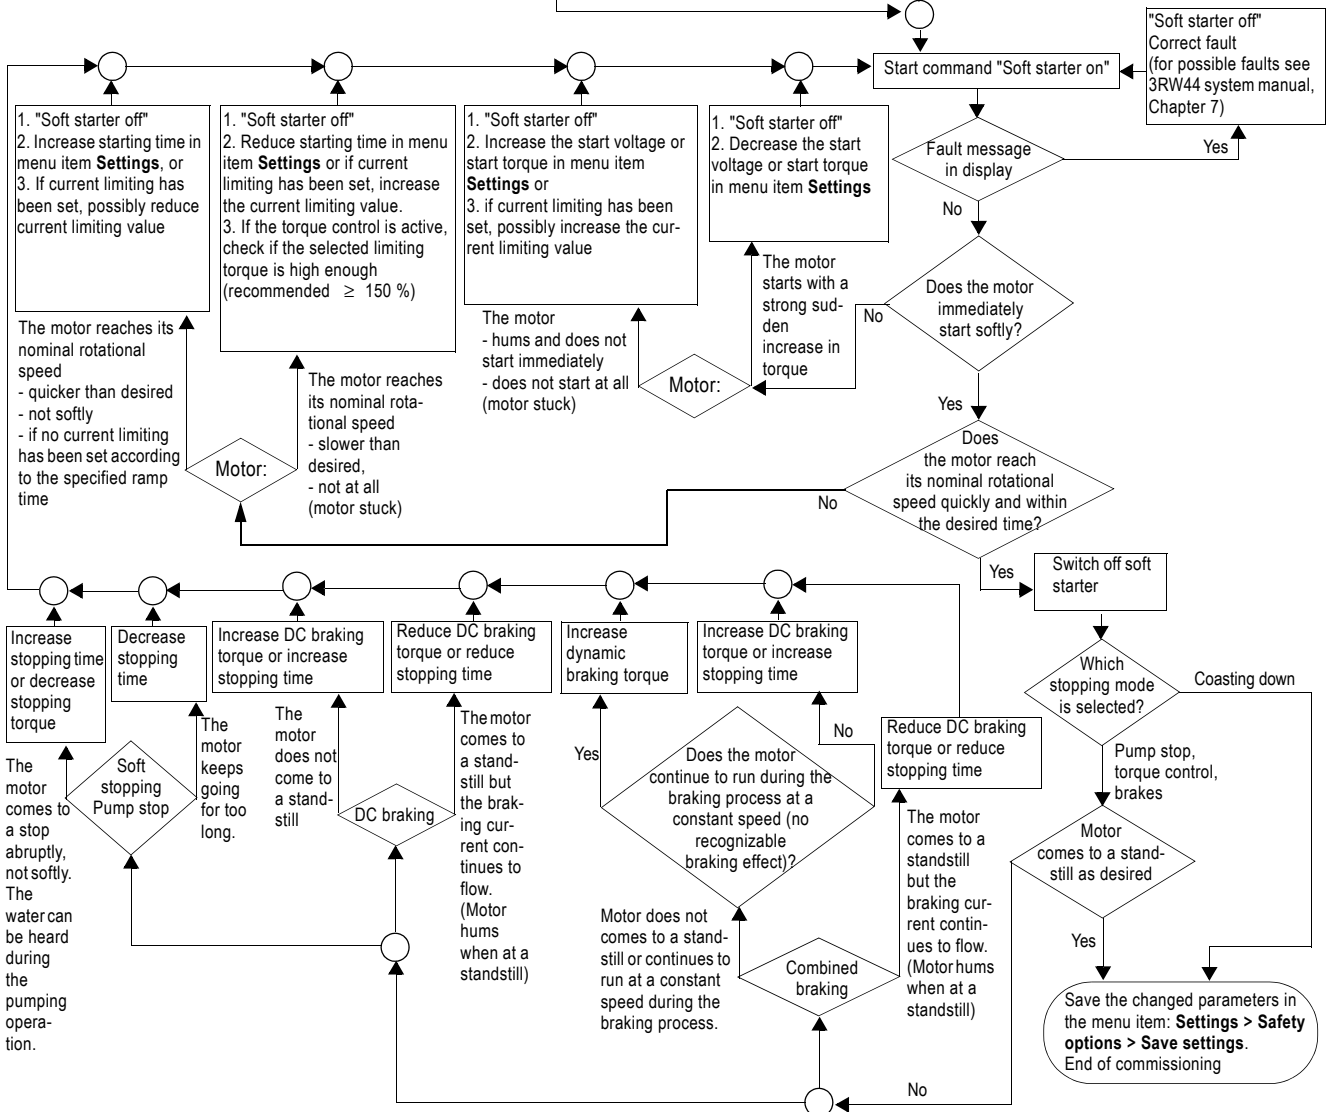 "Soft starter off"
Correct fault
(for possible faults see
3RW44 system manual,
Chapter 7)
Start command "Soft starter on"
Yes
Fault message
in display
No
1. "Soft starter off"
2. Increase starting time in
menu item Settings, or
3. If current limiting has
been set, possibly reduce
current limiting value
1. "Soft starter off"
2. Reduce starting time in menu
item Settings or if current
limiting has been set, increase
the current limiting value.
3. If the torque control is active,
check if the selected limiting
torque is high enough
(recommended ≥ 150 %)
1. "Soft starter off"
2. Increase the start voltage or
start torque in menu item
Settings or
3. if current limiting has been
set, possibly increase the cur-
rent limiting value
1. "Soft starter off"
2. Decrease the start
voltage or start torque
in menu item Settings
The motor
starts with a
strong sud-
den
increase in
torque
No
Does the motor
immediately
start softly?
The motor reaches its
nominal rotational
speed
- quicker than desired
- not softly
- if no current limiting
has been set according
to the specified ramp
time
Motor:
The motor reaches
its nominal rota-
tional speed
- slower than
desired,
- not at all
(motor stuck)
The motor
- hums and does not
start immediately
- does not start at all
(motor stuck)
Motor:
Yes
Does
the motor reach
its nominal rotational
speed quickly and within
the desired time?
No
Yes
Switch off soft
starter
Which
stopping mode
is selected?
Coasting down
Pump stop,
torque control,
brakes
Motor
comes to a stand-
still as desired
Yes
Increase
stopping time
or decrease
stopping
torque
Decrease
stopping
time
Increase DC braking
torque or increase
stopping time
Reduce DC braking
torque or reduce
stopping time
Increase
dynamic
braking torque
Increase DC braking
torque or increase
stopping time
Reduce DC braking
torque or reduce
stopping time
The
motor
comes to
a stop
abruptly,
not softly.
The
water can
be heard
during
the
pumping
opera-
tion.
Soft
stopping
Pump stop
The
motor
keeps
going
for too
long.
The
motor
does not
come to
a stand-
still
DC braking
The motor
comes to
a stand-
still but
the brak-
ing cur-
rent con-
tinues to
flow.
(Motor
hums
when at a
standstill)
Yes
Does the motor
continue to run during the
braking process at a
constant speed (no
recognizable
braking effect)?
No
Motor does not
comes to a stand-
still or continues to
run at a constant
speed during the
braking process.
Combined
braking
The motor
comes to a
standstill
but the
braking cur-
rent contin-
ues to flow.
(Motor hums
when at a
standstill)
No
Save the changed parameters in
the menu item: Settings > Safety
options > Save settings.
End of commissioning